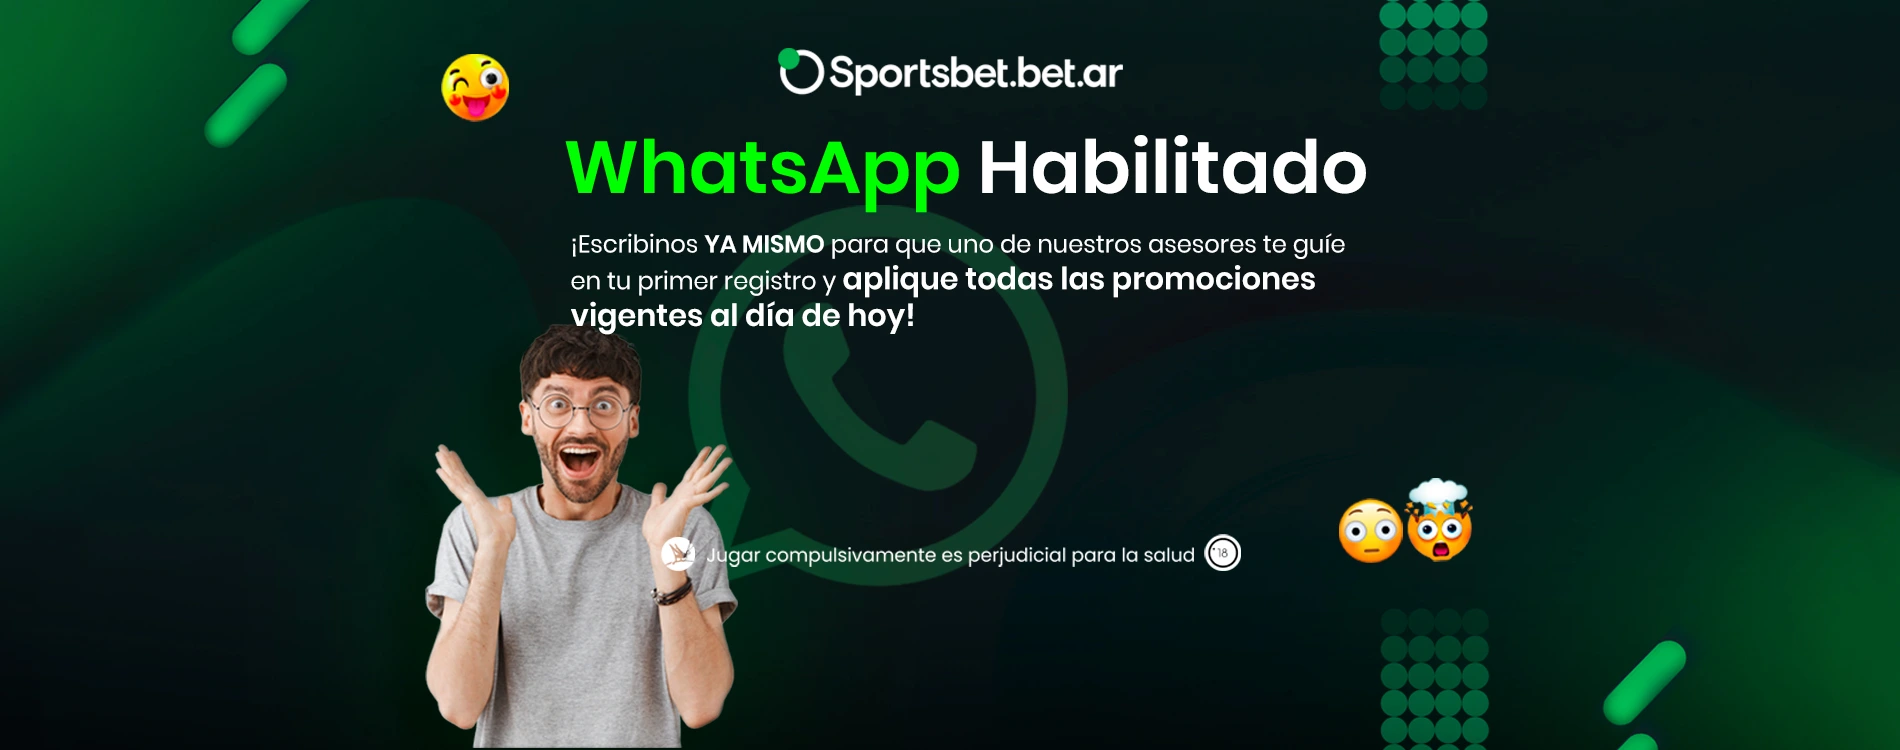 Sportsbet.bet.ar
WhatsApp Habilitado
¡Escribinos YA MISMO para que uno de nuestros asesores te guíe
en tu primer registro y aplique todas las promociones
vigentes al día de hoy!
Jugar compulsivamente es perjudicial para la salud +18